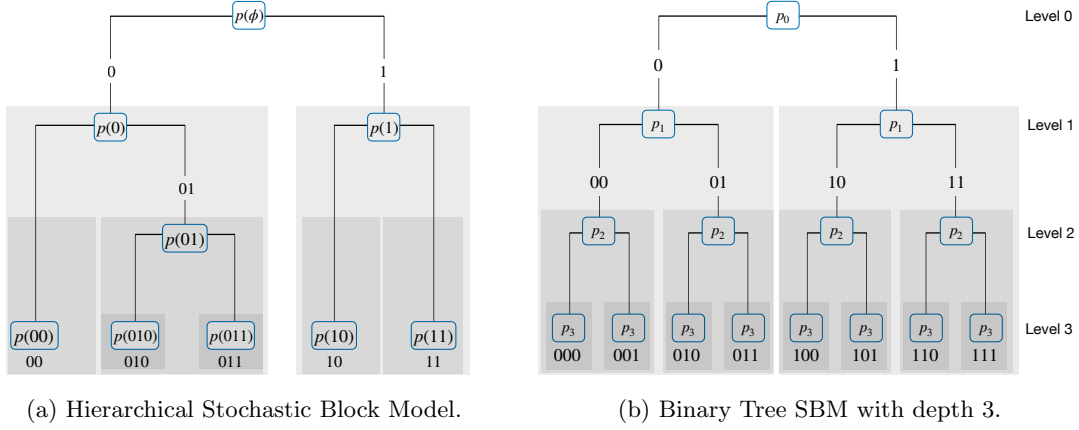 p(ϕ)
0 1
p(0) p(1)
01
p(01)
p(00) p(010) p(011) p(10) p(11)
00 010 011 10 11
(a) Hierarchical Stochastic Block Model.
p₀ Level 0
0 1
p₁ p₁ Level 1
00 01 10 11
p₂ p₂ p₂ p₂ Level 2
p₃ p₃ p₃ p₃ p₃ p₃ p₃ p₃ Level 3
000 001 010 011 100 101 110 111
(b) Binary Tree SBM with depth 3.